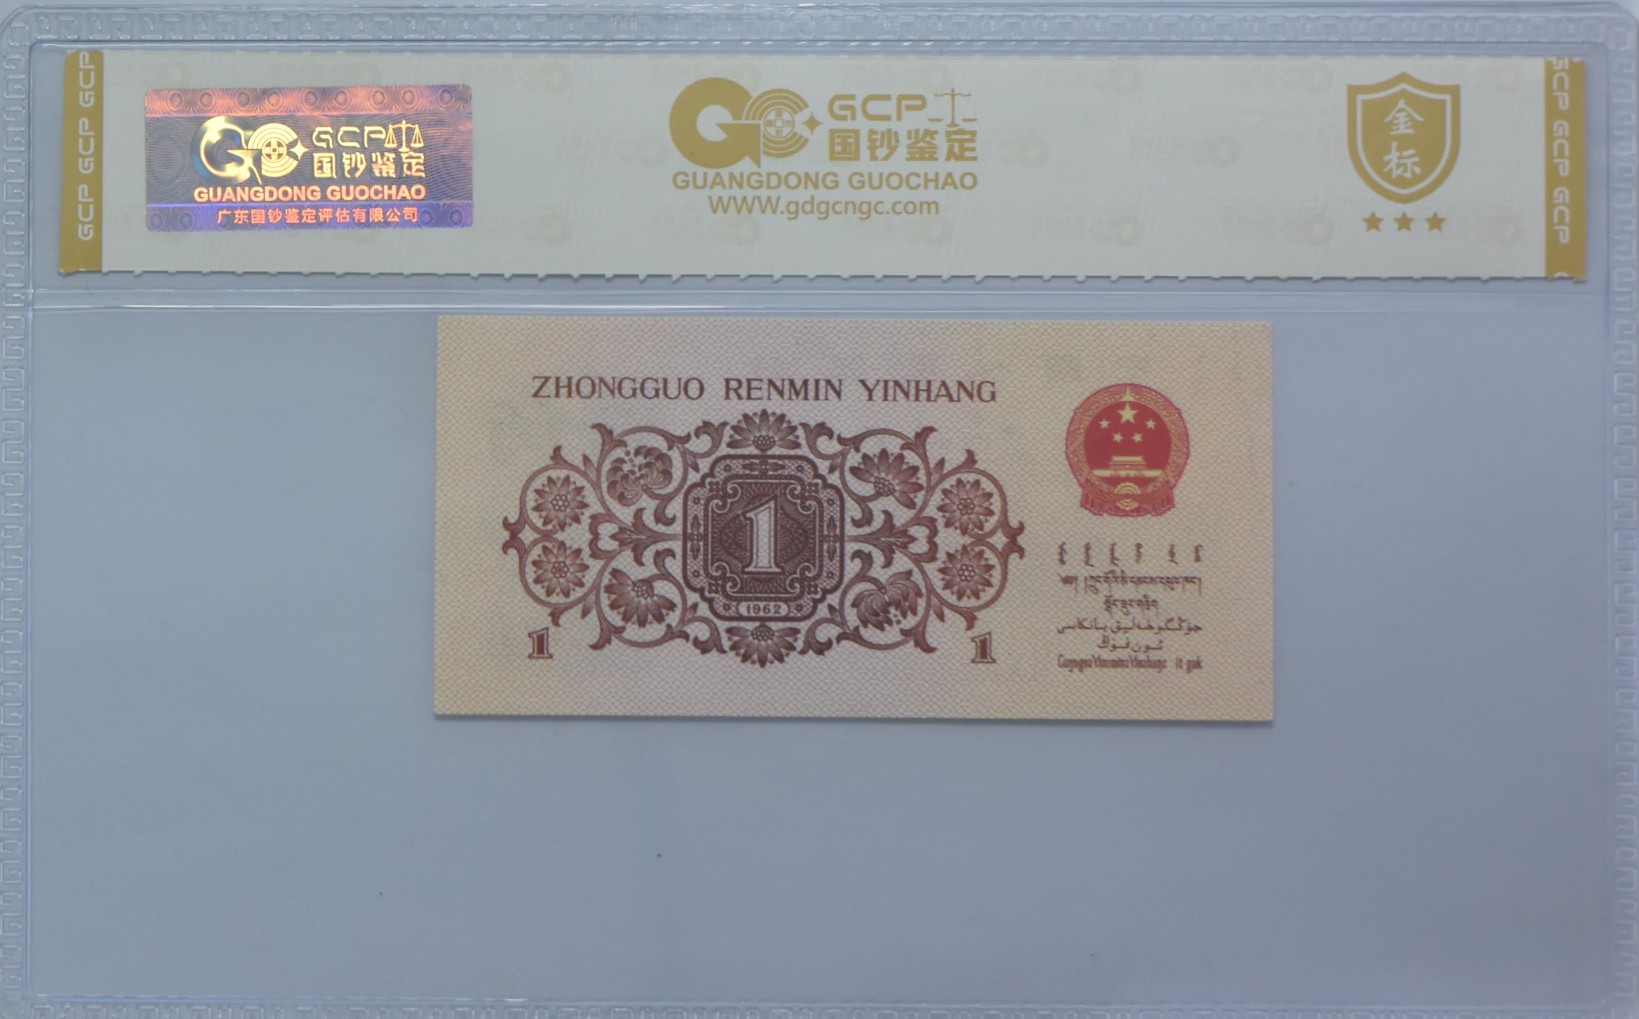 GCP GCP GCP
GCP
国钞鉴定
GUANGDONG GUOCHAO
广东国钞鉴定评估有限公司
GCP
国钞鉴定
GUANGDONG GUOCHAO
WWW.gdgcngc.com
金标
GCP GCP GCP
ZHONGGUO RENMIN YINHANG
1
1962
1
1